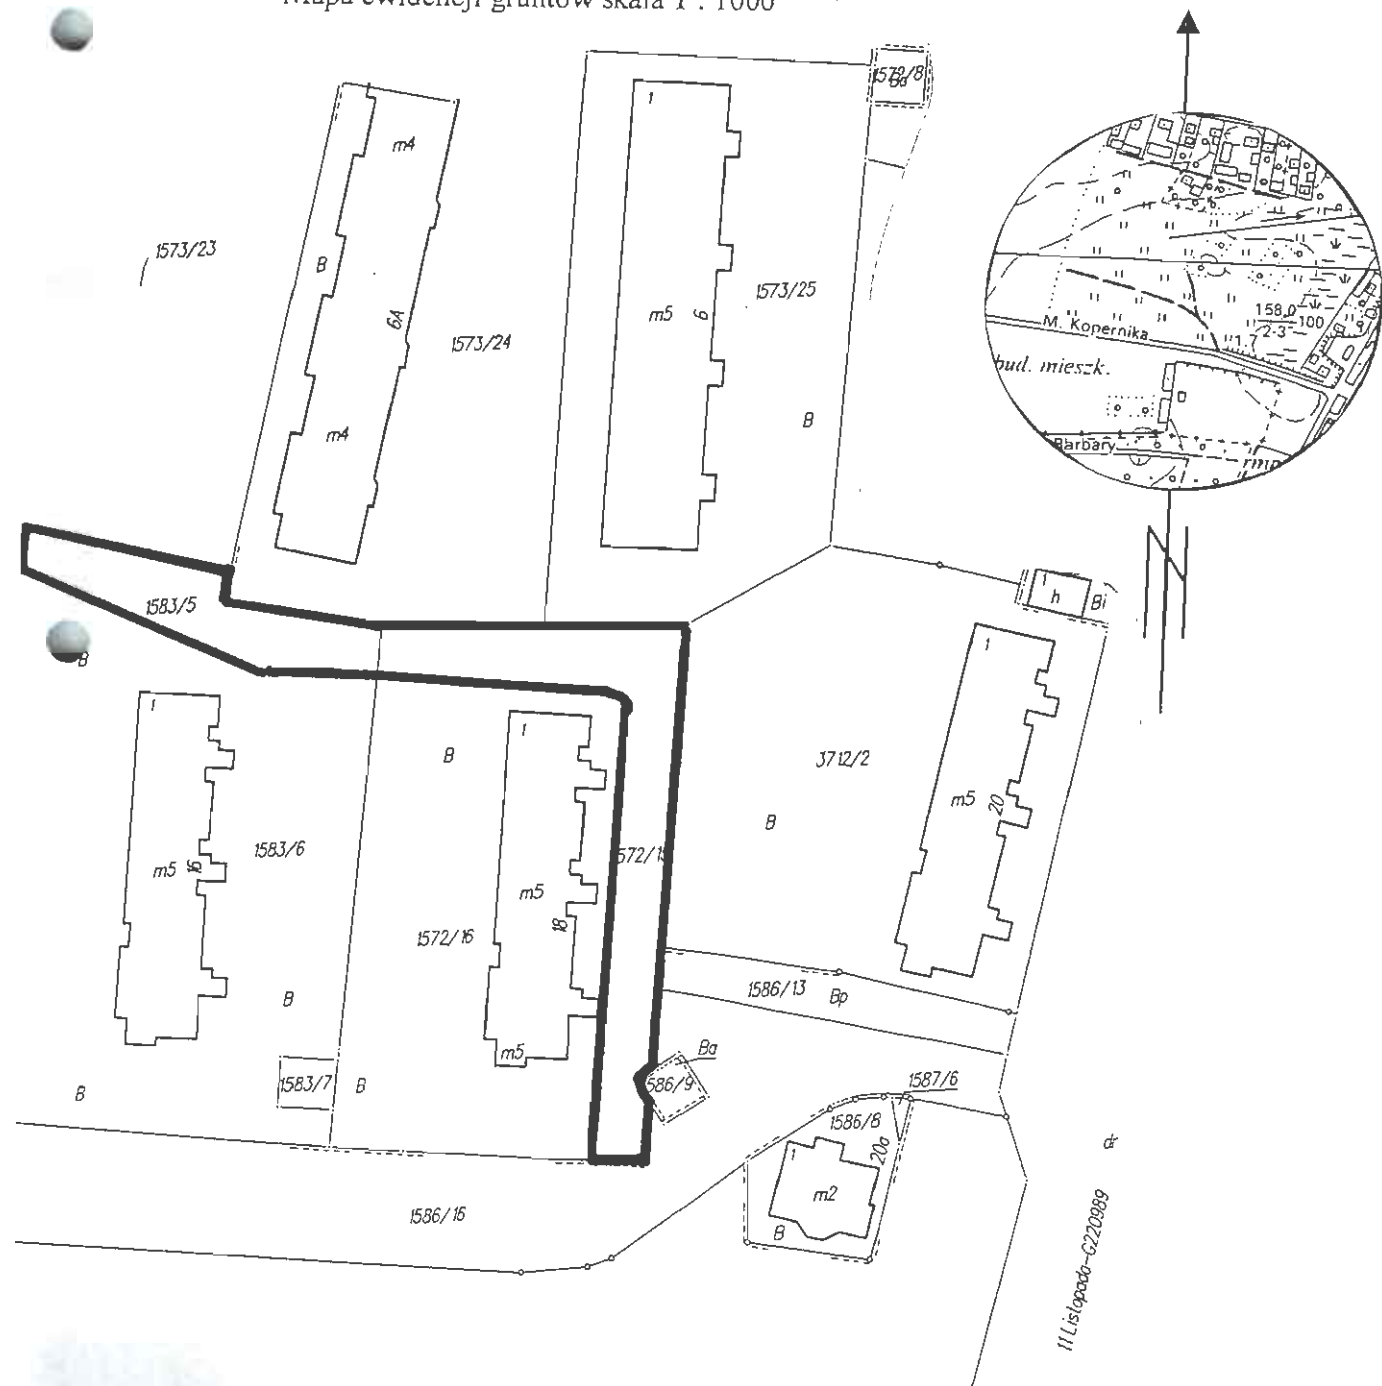 Mapa ewidencji gruntów skala 1 : 1000
1572/8
Ba
1
m4
1573/23
B
6A
1573/24
m5
6
1573/25
B
m4
158,0
100
2-3
M. Kopernika
bud. mieszk.
Barbary
N
1583/5
1
h
Bi
B
1
1
1
B
3712/2
m5
20
B
1583/6
m5
16
572/15
m5
18
1572/16
B
1586/13
Bp
m5
Ba
586/9
1583/7
B
B
1587/6
1586/8
20a
1
m2
B
dr
1586/16
11 Listopada-G220989